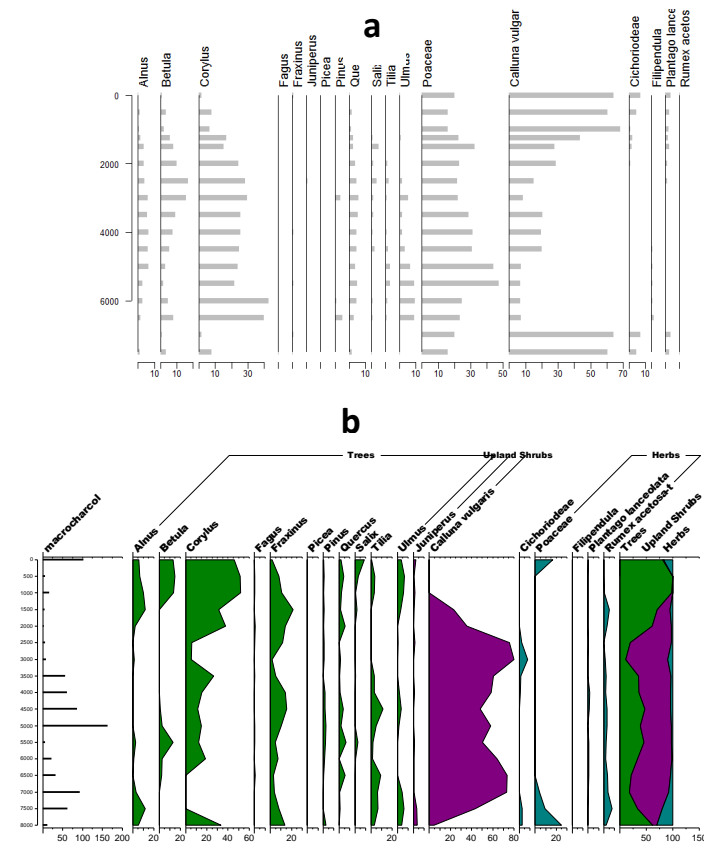 a
Alnus
Betula
Corylus
Fagus
Fraxinus
Juniperus
Picea
Pinus
Que
Sali
Tilia
Ulmus
Poaceae
Calluna vulgar
Cichoriodeae
Filipendula
Plantago lance
Rumex acetos
0
2000
4000
6000
10 10 10 30 10 10 10 30 50 10 30 50 70 10
b
Trees Upland Shrubs Herbs
macrocharcol
Alnus
Betula
Corylus
Fagus
Fraxinus
Picea
Pinus
Quercus
Salix
Tilia
Ulmus
Juniperus
Calluna vulgaris
Cichoriodeae
Poaceae
Filipendula
Plantago lanceolata
Rumex acetosa-t
Trees
Upland Shrubs
Herbs
0
500
1000
1500
2000
2500
3000
3500
4000
4500
5000
5500
6000
6500
7000
7500
8000
50 100 150 200 20 20 20 40 60 20 20 20 20 40 60 80 20 50 100 150